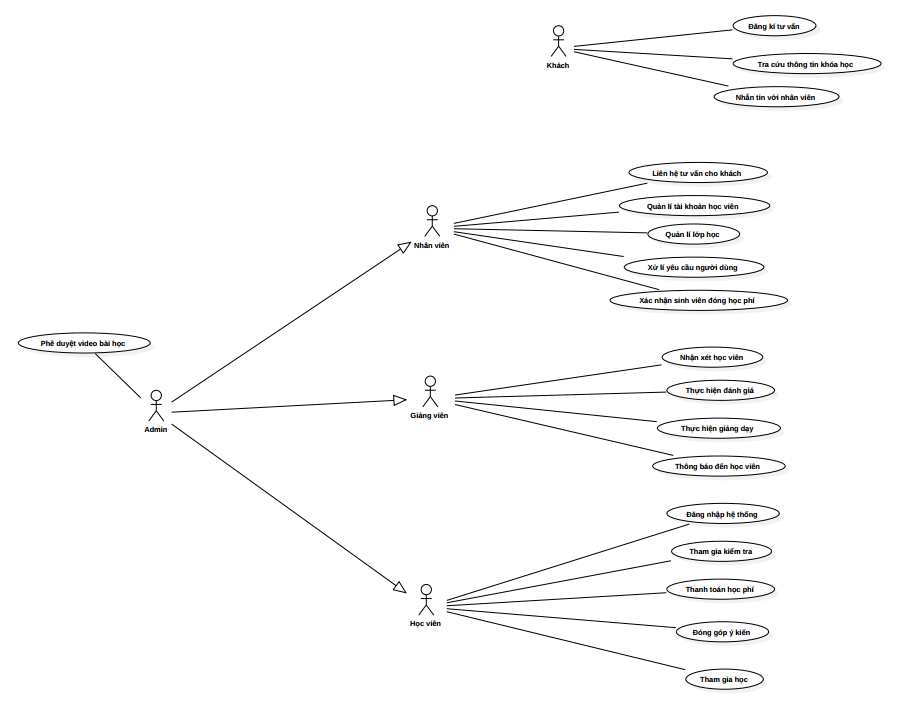 Đăng kí tư vấn
Tra cứu thông tin khóa học
Nhắn tin với nhân viên
Khách
Liên hệ tư vấn cho khách
Quản lí tài khoản học viên
Quản lí lớp học
Xử lí yêu cầu người dùng
Xác nhận sinh viên đóng học phí
Nhân viên
Phê duyệt video bài học
Admin
Nhận xét học viên
Thực hiện đánh giá
Thực hiện giảng dạy
Thông báo đến học viên
Giảng viên
Đăng nhập hệ thống
Tham gia kiểm tra
Thanh toán học phí
Đóng góp ý kiến
Tham gia học
Học viên